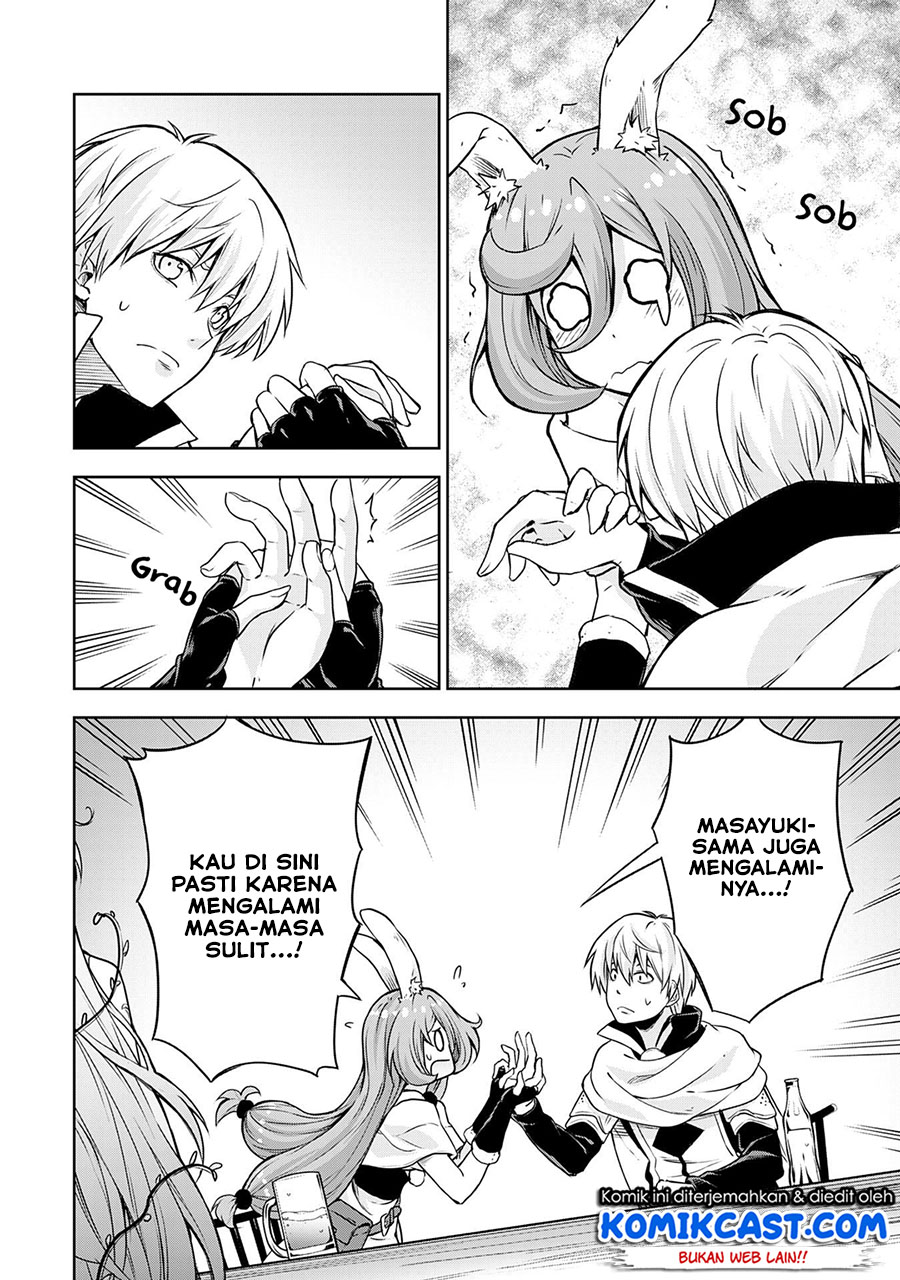 Sob
Sob
Grab
MASAYUKI-
SAMA JUGA
MENGALAMI-
NYA...!
KAU DI SINI
PASTI KARENA
MENGALAMI
MASA-MASA
SULIT...!
Komik ini diterjemahkan & diedit oleh
KOMIKCAST.COM
BUKAN WEB LAIN!!